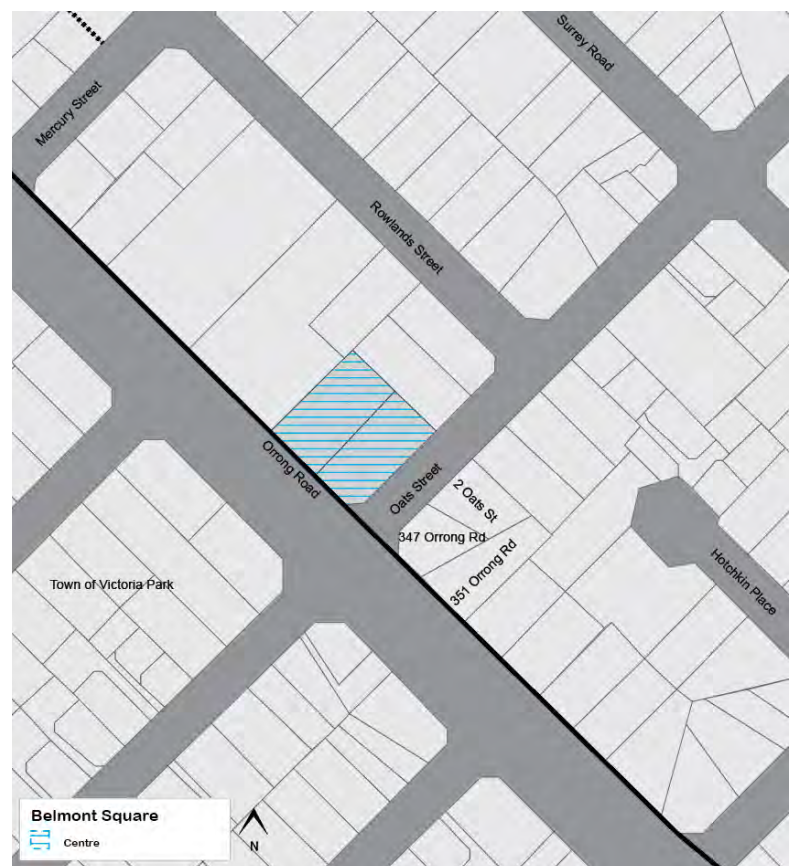 Surrey Road
Mercury Street
Rowlands Street
Orrong Road
Oats Street
2 Oats St
347 Orrong Rd
351 Orrong Rd
Hotchkin Place
Town of Victoria Park
Belmont Square
Centre
N